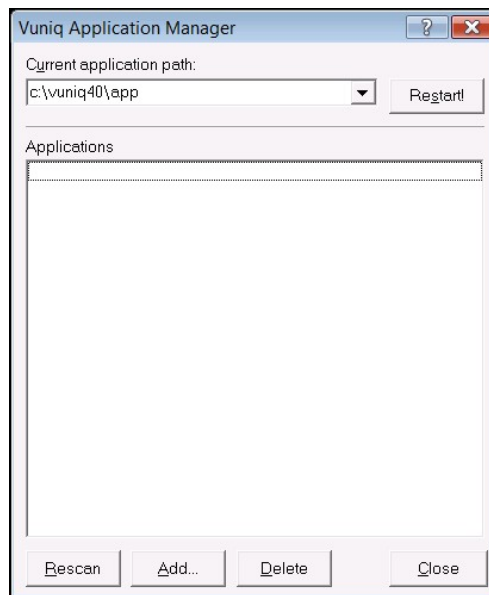 Vuniq Application Manager
Current application path:
c:\vuniq40\app
Restart!
Applications
Rescan
Add...
Delete
Close